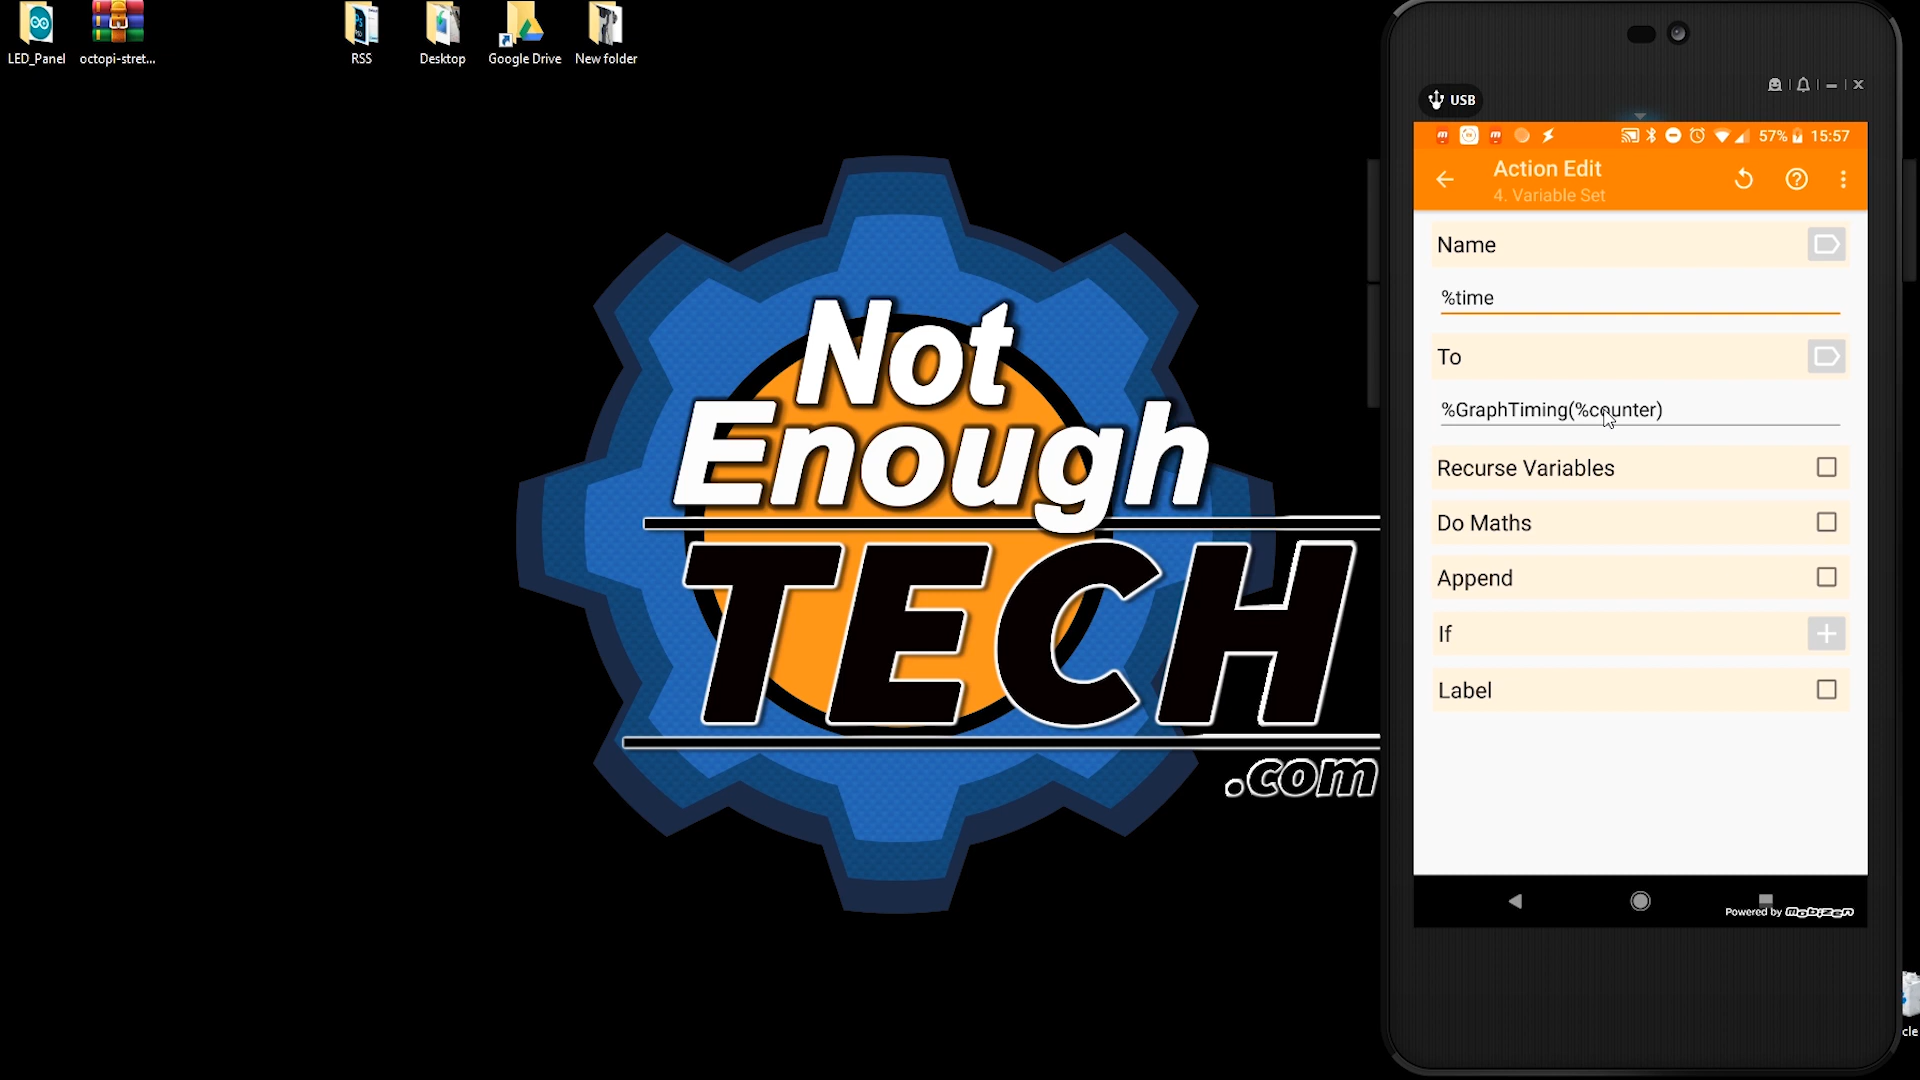 LED_Panel
octopi-stret...
RSS
Desktop
Google Drive
New folder
Not
Enough
TECH
.com
USB
57% 15:57
Action Edit
4. Variable Set
Name
%time
To
%GraphTiming(%counter)
Recurse Variables
Do Maths
Append
If
Label
Powered by mobizen
cle